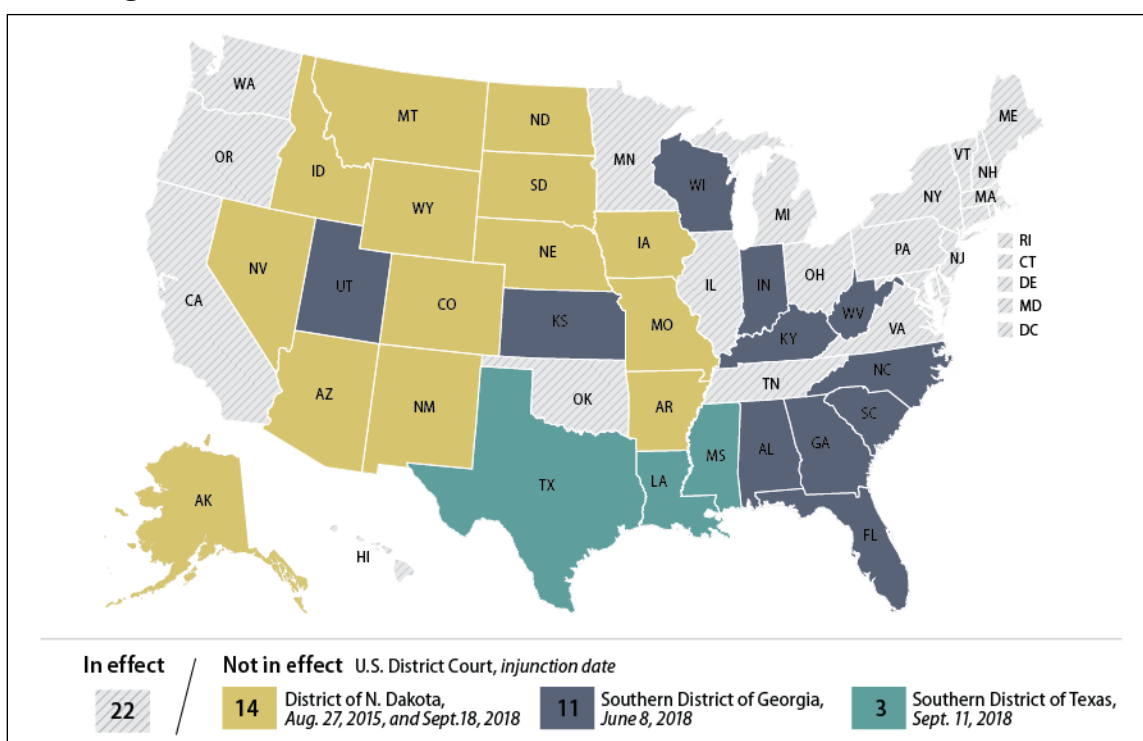 WA
MT
ND
ME
OR
ID
MN
VT
NH
SD
WI
NY
MA
WY
MI
IA
PA
RI
NE
NJ
CT
NV
IL
OH
DE
UT
CO
IN
MD
CA
KS
MO
WV
VA
DC
KY
NC
TN
AZ
NM
OK
AR
SC
MS
AL
GA
TX
LA
AK
FL
HI
In effect / Not in effect U.S. District Court, injunction date
22
14 District of N. Dakota,
Aug. 27, 2015, and Sept.18, 2018
11 Southern District of Georgia,
June 8, 2018
3 Southern District of Texas,
Sept. 11, 2018